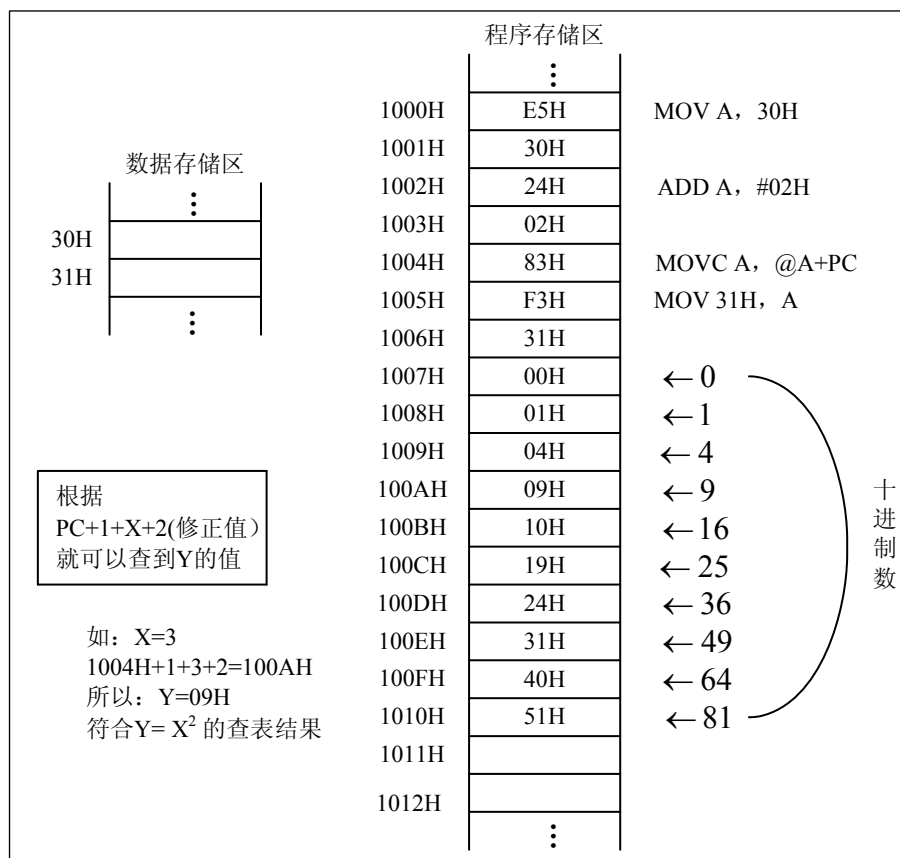 程序存储区
⋮
1000H E5H MOV A，30H
1001H 30H
1002H 24H ADD A，#02H
1003H 02H
1004H 83H MOVC A，@A+PC
1005H F3H MOV 31H，A
1006H 31H
1007H 00H ←0
1008H 01H ←1
1009H 04H ←4
100AH 09H ←9
100BH 10H ←16
100CH 19H ←25
100DH 24H ←36
100EH 31H ←49
100FH 40H ←64
1010H 51H ←81
1011H
1012H
⋮
十进制数
数据存储区
⋮
30H
31H
⋮
根据
PC+1+X+2(修正值）
就可以查到Y的值
如：X=3
1004H+1+3+2=100AH
所以：Y=09H
符合Y= X² 的查表结果